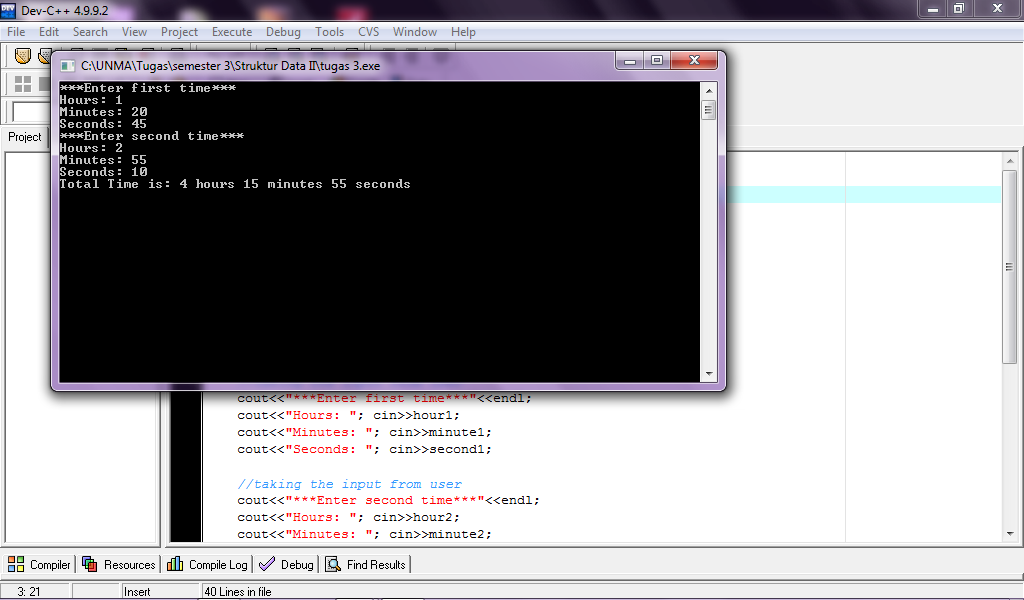 Dev-C++ 4.9.9.2
File Edit Search View Project Execute Debug Tools CVS Window Help
C:\UNMA\Tugas\semester 3\Struktur Data II\tugas 3.exe
***Enter first time***
Hours: 1
Minutes: 20
Seconds: 45
***Enter second time***
Hours: 2
Minutes: 55
Seconds: 10
Total Time is: 4 hours 15 minutes 55 seconds
Project
cout<<"***Enter first time***"<<endl;
cout<<"Hours: "; cin>>hour1;
cout<<"Minutes: "; cin>>minute1;
cout<<"Seconds: "; cin>>second1;
//taking the input from user
cout<<"***Enter second time***"<<endl;
cout<<"Hours: "; cin>>hour2;
cout<<"Minutes: "; cin>>minute2;
Compiler Resources Compile Log Debug Find Results
3: 21 Insert 40 Lines in file